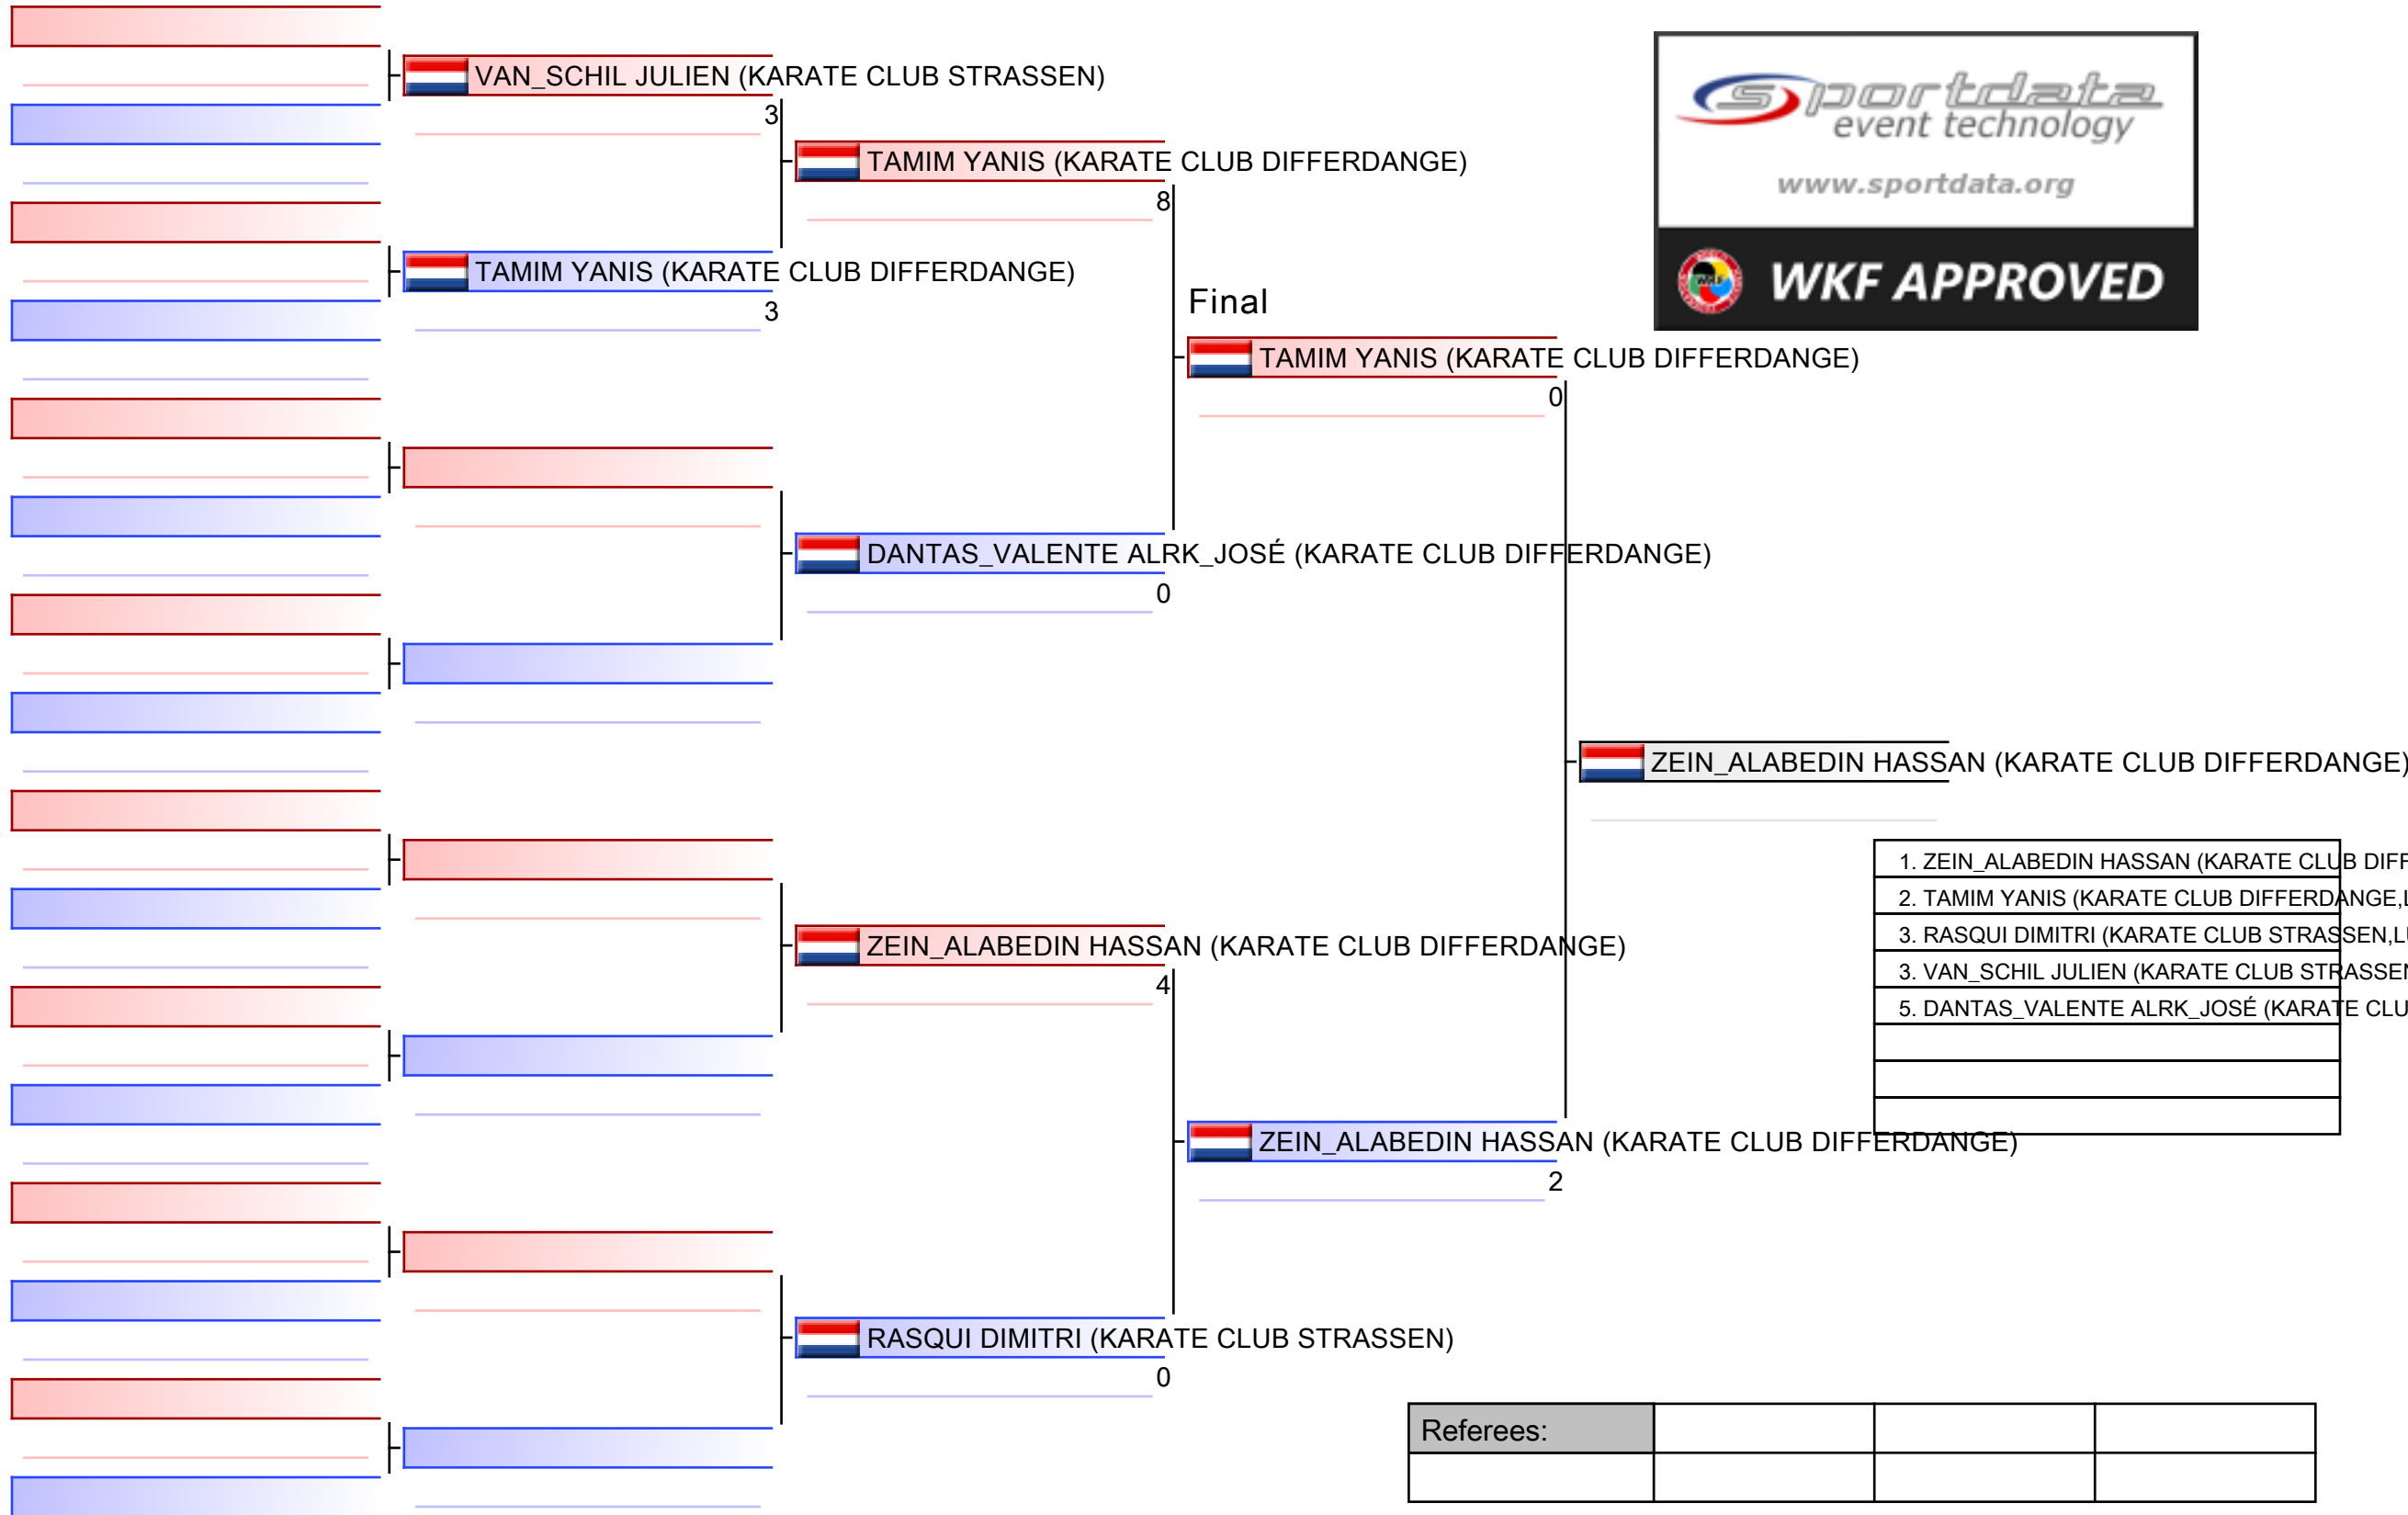 VAN_SCHIL JULIEN (KARATE CLUB STRASSEN)
3
TAMIM YANIS (KARATE CLUB DIFFERDANGE)
8
TAMIM YANIS (KARATE CLUB DIFFERDANGE)
3
sportdata
event technology
www.sportdata.org
WKF
WKF APPROVED
Final
TAMIM YANIS (KARATE CLUB DIFFERDANGE)
0
DANTAS_VALENTE ALRK_JOSÉ (KARATE CLUB DIFFERDANGE)
0
ZEIN_ALABEDIN HASSAN (KARATE CLUB DIFFERDANGE)
1. ZEIN_ALABEDIN HASSAN (KARATE CLUB DIFF
2. TAMIM YANIS (KARATE CLUB DIFFERDANGE,L
3. RASQUI DIMITRI (KARATE CLUB STRASSEN,LU
3. VAN_SCHIL JULIEN (KARATE CLUB STRASSEN
5. DANTAS_VALENTE ALRK_JOSÉ (KARATE CLU
ZEIN_ALABEDIN HASSAN (KARATE CLUB DIFFERDANGE)
4
ZEIN_ALABEDIN HASSAN (KARATE CLUB DIFFERDANGE)
2
RASQUI DIMITRI (KARATE CLUB STRASSEN)
0
Referees: